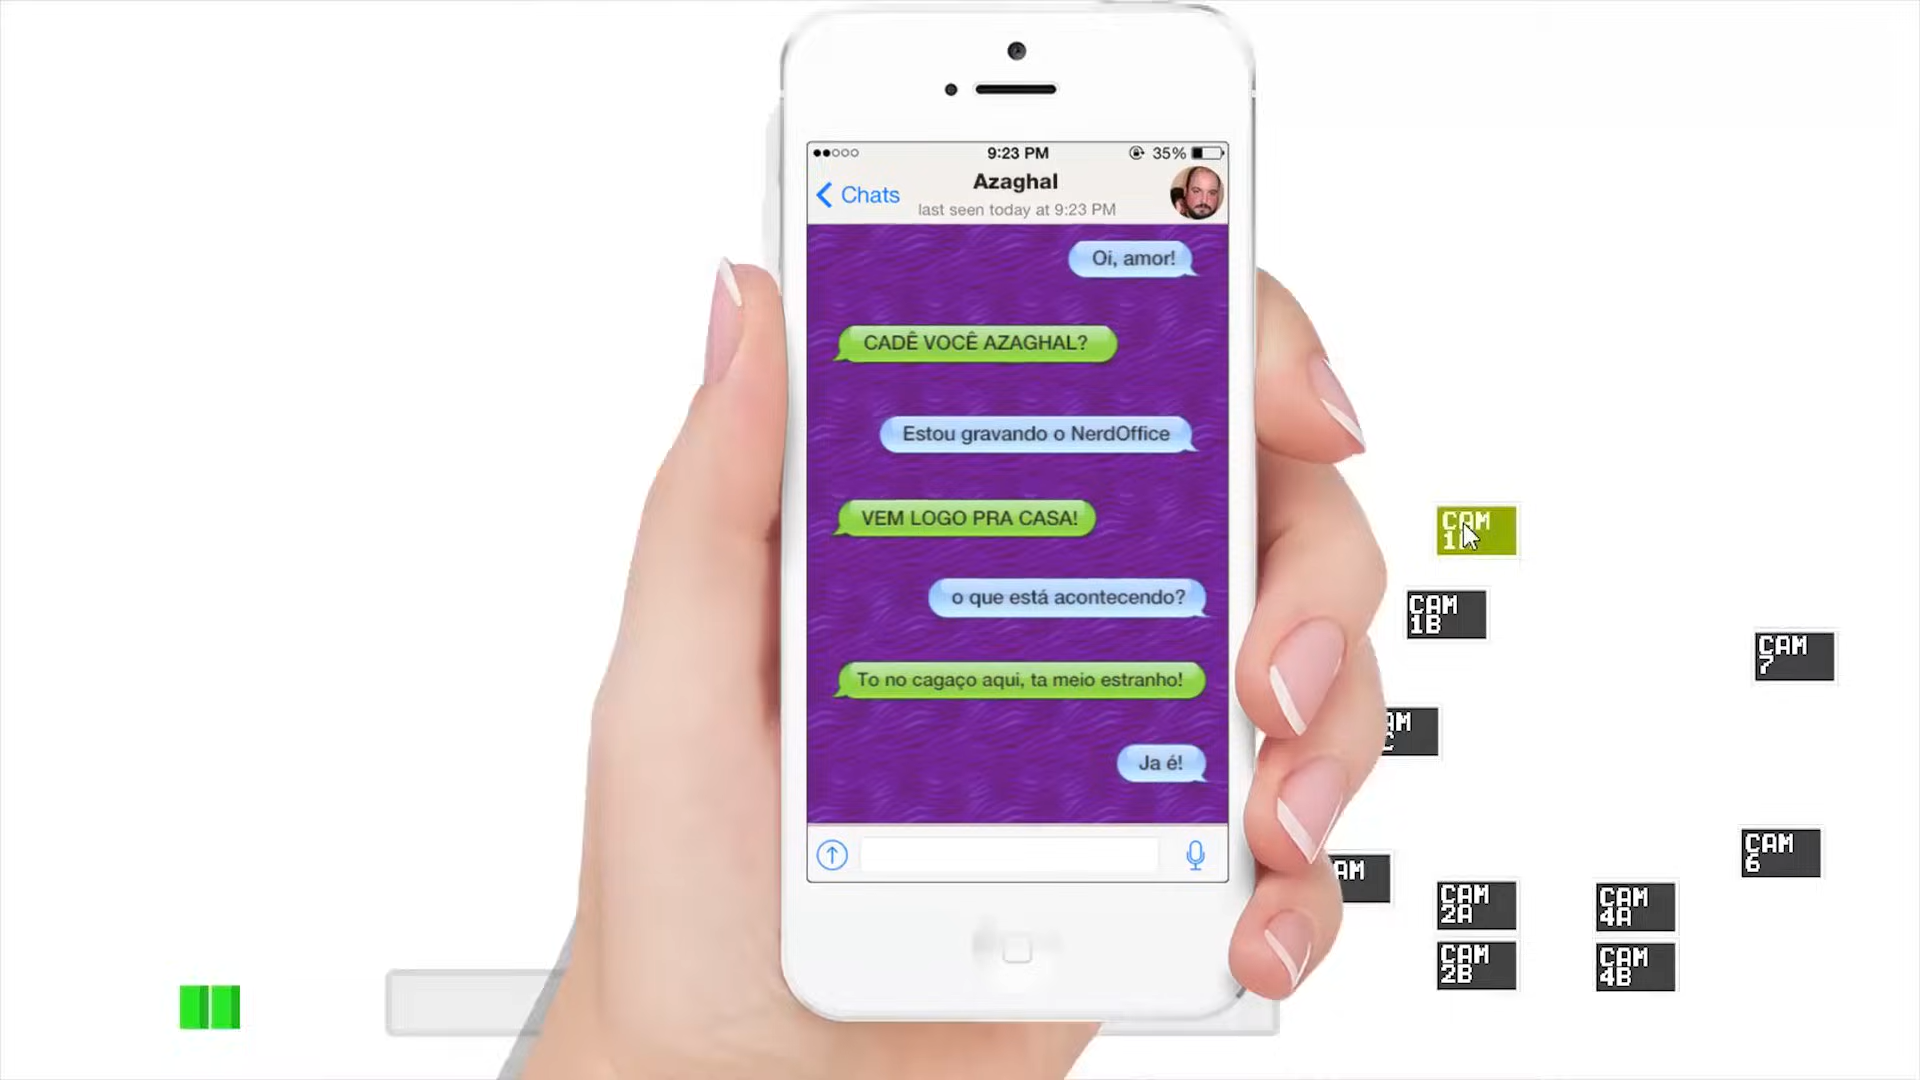 9:23 PM
35%
Chats
Azaghal
last seen today at 9:23 PM
Oi, amor!
CADÊ VOCÊ AZAGHAL?
Estou gravando o NerdOffice
VEM LOGO PRA CASA!
o que está acontecendo?
To no cagaço aqui, ta meio estranho!
Ja é!
CAM
CAM
1B
CAM
7
CAM
6
CAM
2A
CAM
4A
CAM
2B
CAM
4B